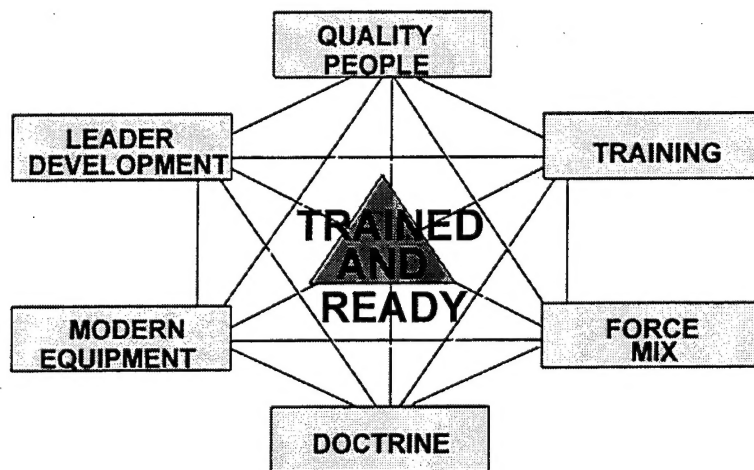 QUALITY
PEOPLE
LEADER
DEVELOPMENT
TRAINING
TRAINED
AND
READY
MODERN
EQUIPMENT
FORCE
MIX
DOCTRINE